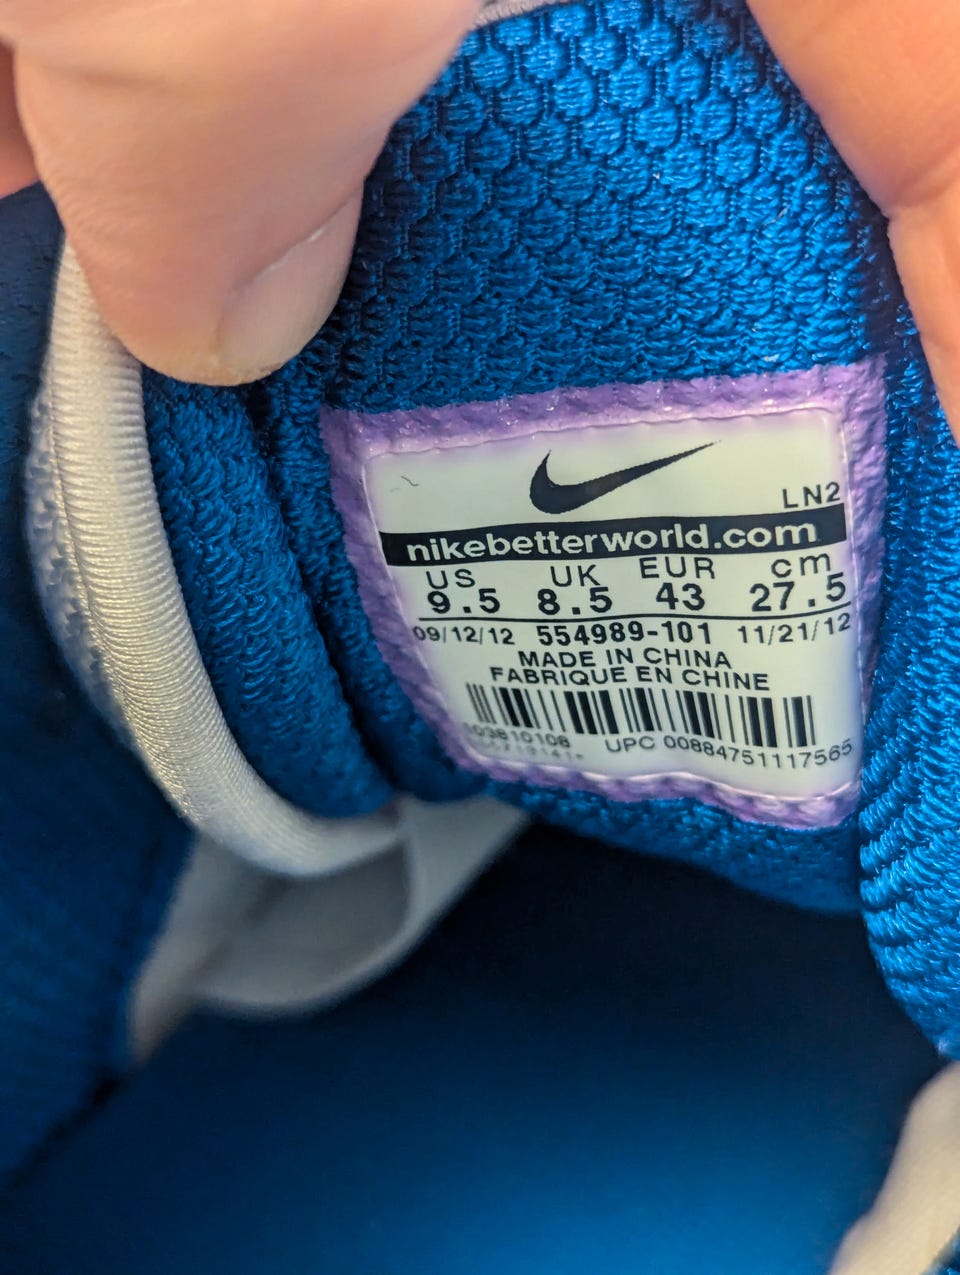 LN2
nikebetterworld.com
US UK EUR cm
9.5 8.5 43 27.5
09/12/12 554989-101 11/21/12
MADE IN CHINA
FABRIQUE EN CHINE
UPC 00884751117565